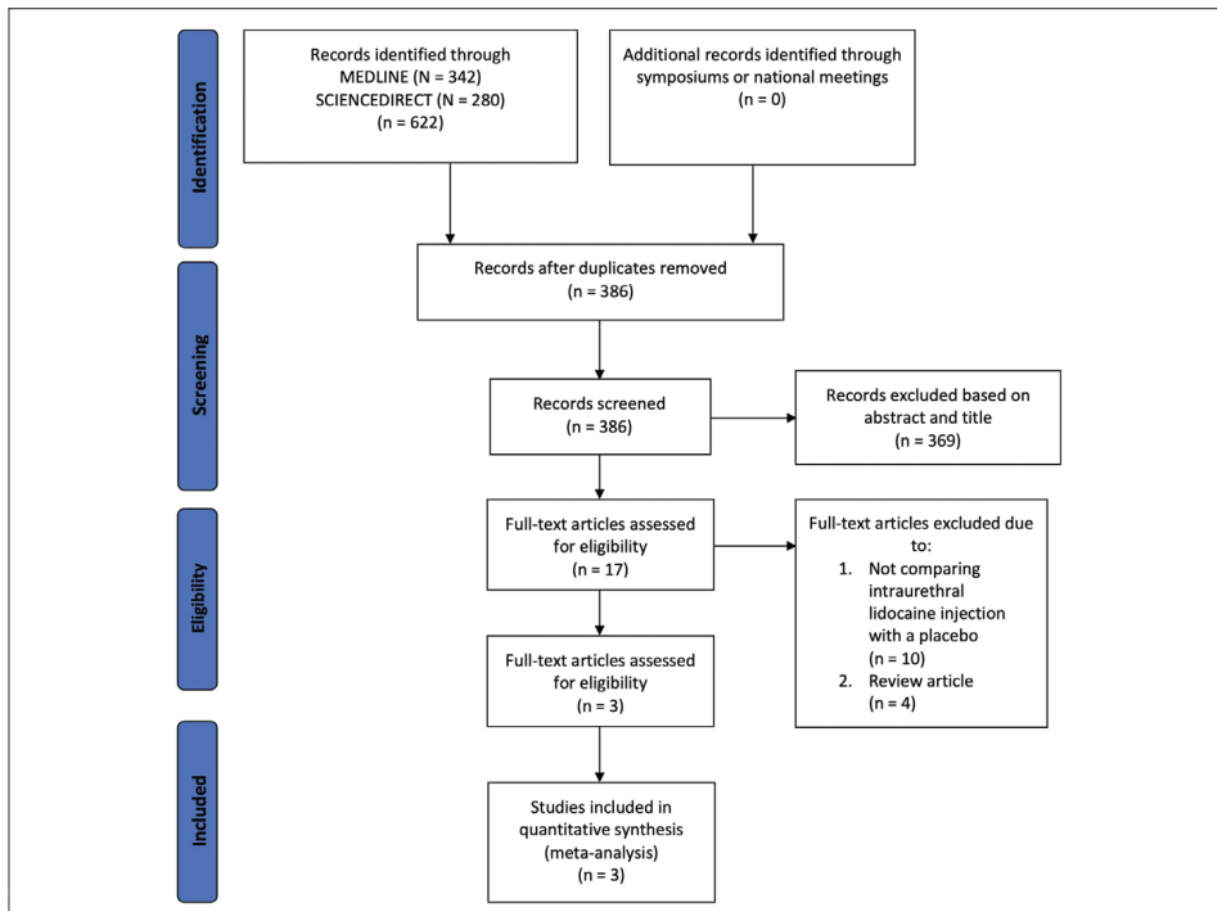 Identification
Records identified through
MEDLINE (N = 342)
SCIENCEDIRECT (N = 280)
(n = 622)
Additional records identified through
symposiums or national meetings
(n = 0)
Screening
Records after duplicates removed
(n = 386)
Records screened
(n = 386)
Records excluded based on
abstract and title
(n = 369)
Eligibility
Full-text articles assessed
for eligibility
(n = 17)
Full-text articles excluded due
to:
1. Not comparing
intraurethral
lidocaine injection
with a placebo
(n = 10)
2. Review article
(n = 4)
Full-text articles assessed
for eligibility
(n = 3)
Included
Studies included in
quantitative synthesis
(meta-analysis)
(n = 3)